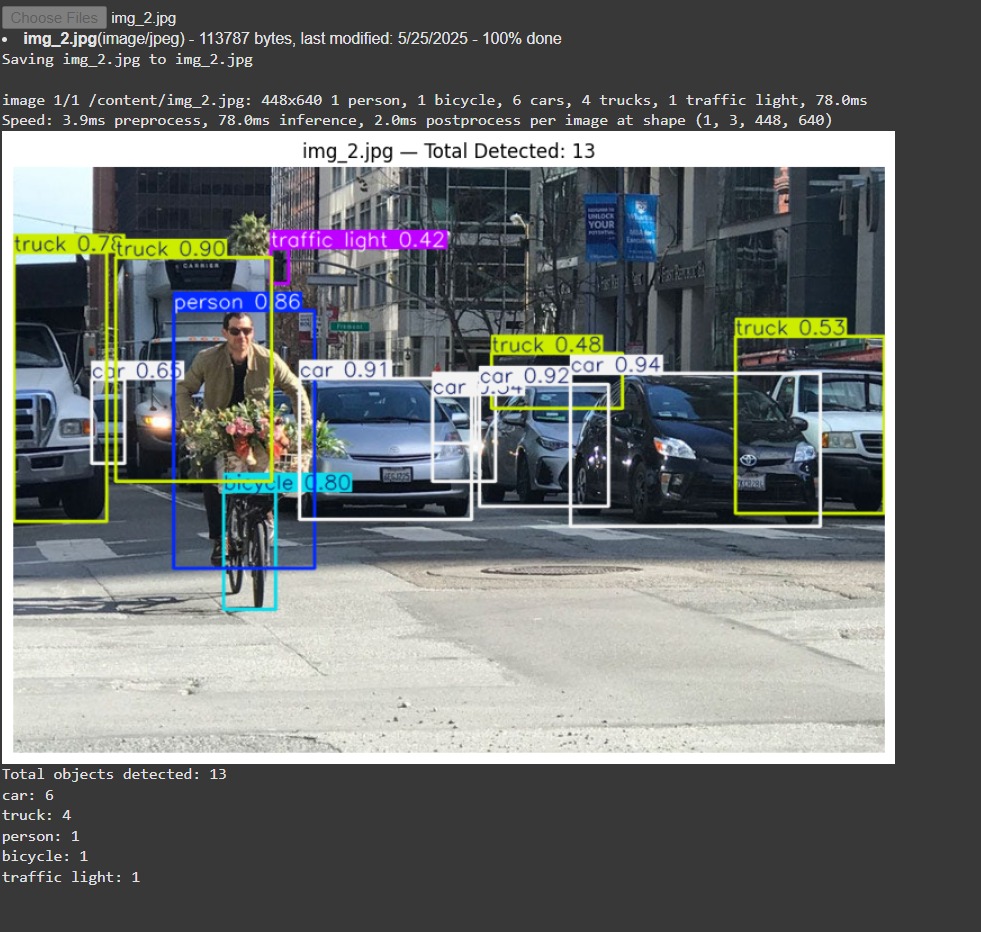 Choose Files img_2.jpg
• img_2.jpg(image/jpeg) - 113787 bytes, last modified: 5/25/2025 - 100% done
Saving img_2.jpg to img_2.jpg
image 1/1 /content/img_2.jpg: 448x640 1 person, 1 bicycle, 6 cars, 4 trucks, 1 traffic light, 78.0ms
Speed: 3.9ms preprocess, 78.0ms inference, 2.0ms postprocess per image at shape (1, 3, 448, 640)
img_2.jpg — Total Detected: 13
UNLOCK
YOUR
traffic light 0.42
truck 0.78
truck 0.90
CARRIER
person 0.86
Fremont
truck 0.53
truck 0.48
car 0.65
car 0.91
car
car 0.92
car 0.94
bicycle 0.80
Total objects detected: 13
car: 6
truck: 4
person: 1
bicycle: 1
traffic light: 1